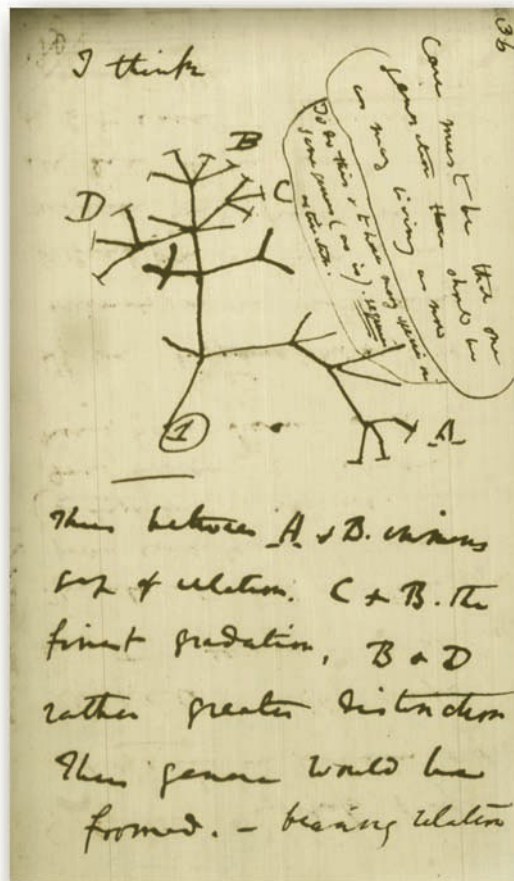 36
I think
Case must be that one
generation then should be
as many living as now
To do this & to have many species in
same genus (as is). requires
extinction.
B
C
D
1
A
Thus between A & B. immens
gap of relation. C & B. the
finest gradation, B & D
rather greater distinction
Thus genera would be
formed. — bearing relation